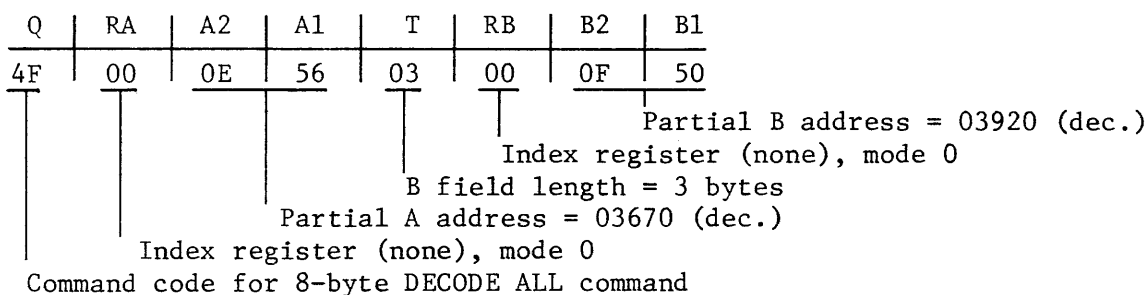 Q RA A2 A1 T RB B2 B1
4F 00 0E 56 03 00 0F 50
Partial B address = 03920 (dec.)
Index register (none), mode 0
B field length = 3 bytes
Partial A address = 03670 (dec.)
Index register (none), mode 0
Command code for 8-byte DECODE ALL command